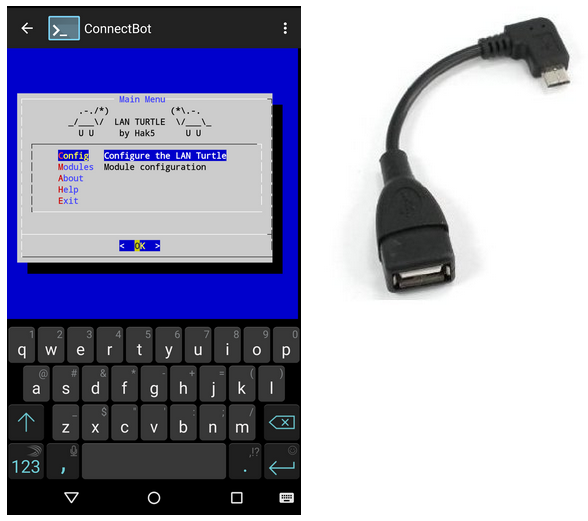 ConnectBot
>_
Main Menu
.-./*)            (*\.-.
_/___\/  LAN TURTLE  \/___\_
U U     by Hak5      U U
Config   Configure the LAN Turtle
Modules  Module configuration
About
Help
Exit
< OK >
1 2 3 4 5 6 7 8 9 0
q w e r t y u i o p
@ # & * - + = ( )
a s d f g h j k l
_ $ " ' : ; /
z x c v b n m
,!?
123 , .